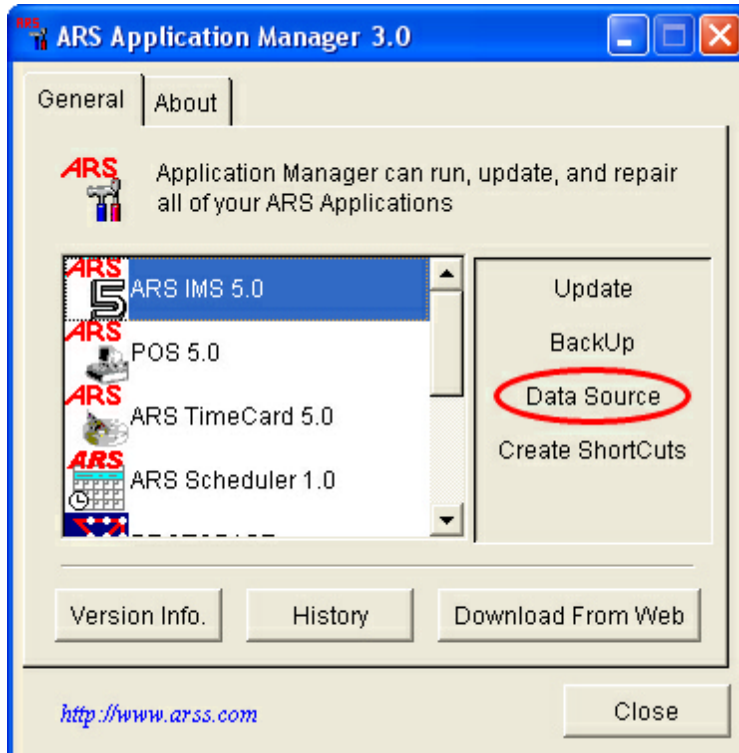 ARS Application Manager 3.0
General
About
ARS
Application Manager can run, update, and repair
all of your ARS Applications
ARS
5
ARS IMS 5.0
ARS
POS 5.0
ARS
ARS TimeCard 5.0
ARS
ARS Scheduler 1.0
Update
BackUp
Data Source
Create ShortCuts
Version Info.
History
Download From Web
http://www.arss.com
Close